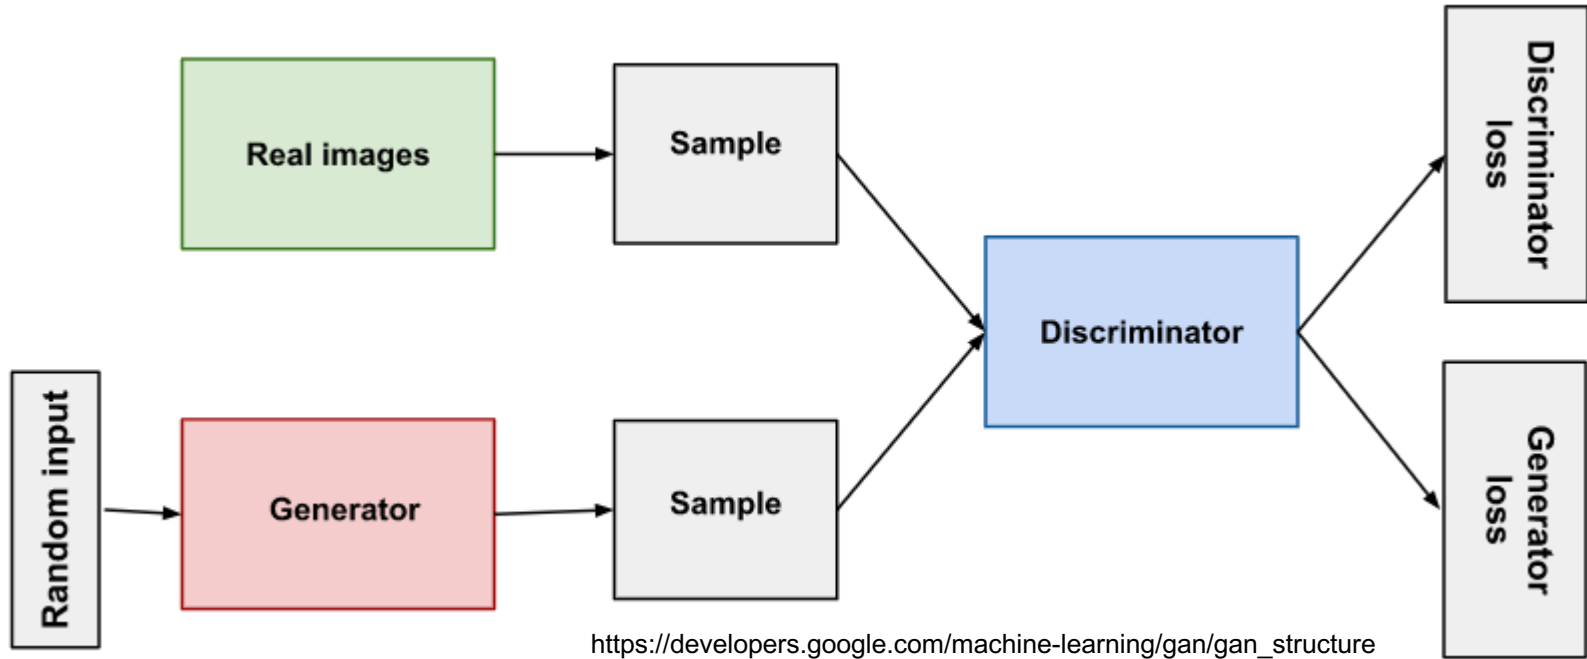 Real images
Sample
Discriminator
loss
Discriminator
Random input
Generator
Sample
Generator
loss
https://developers.google.com/machine-learning/gan/gan_structure